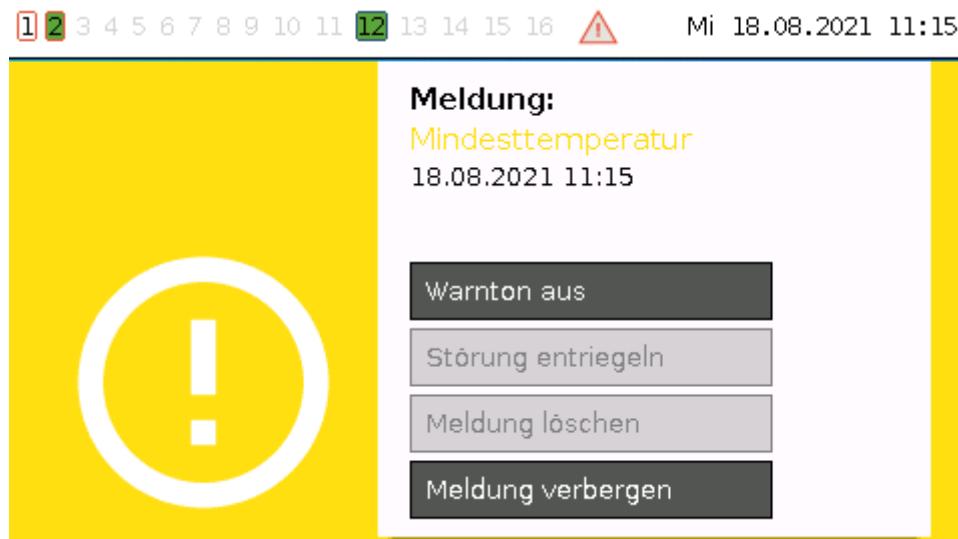 1 2 3 4 5 6 7 8 9 10 11 12 13 14 15 16 Mi 18.08.2021 11:15
Meldung:
Mindesttemperatur
18.08.2021 11:15
Warnton aus
Störung entriegeln
Meldung löschen
Meldung verbergen